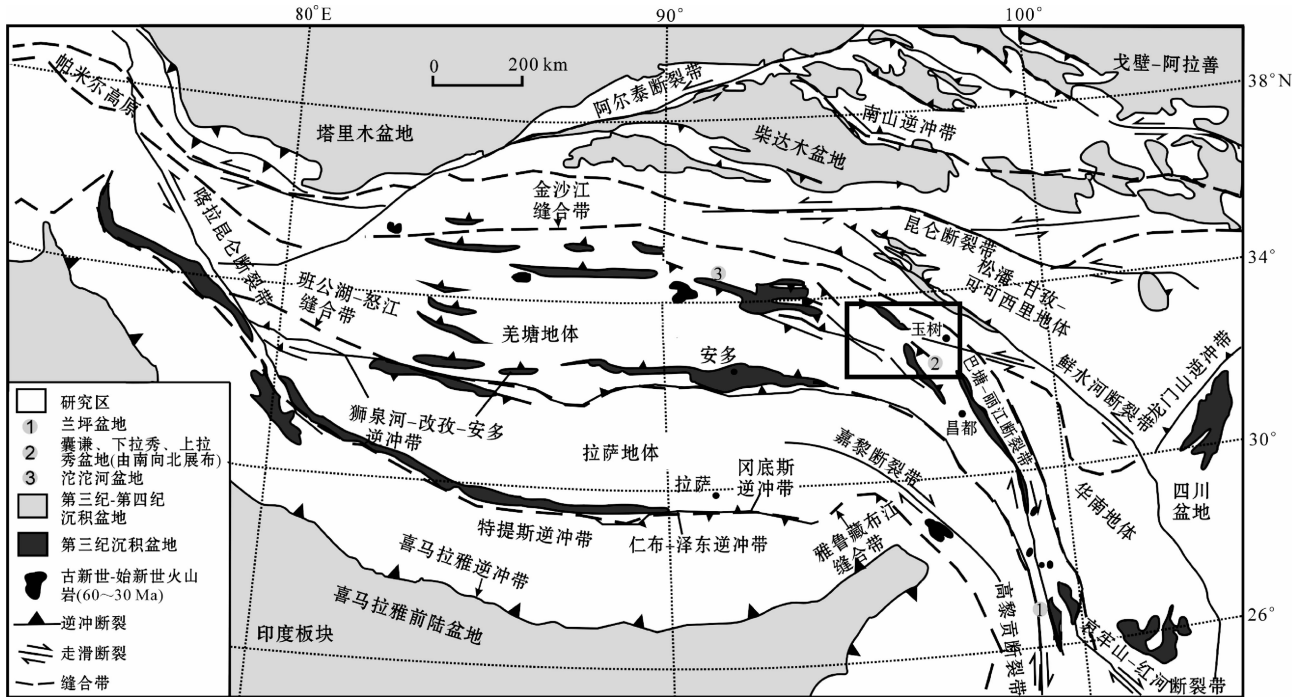 80°E
90°
100°
0
200 km
38°N
34°
30°
26°
帕米尔高原
塔里木盆地
阿尔泰断裂带
戈壁-阿拉善
南山逆冲带
柴达木盆地
喀拉昆仑断裂带
金沙江
缝合带
昆仑断裂带
松潘-甘孜-
可可西里地体
班公湖-怒江
缝合带
羌塘地体
3
玉树
2
安多
昌都
巴塘-丽江断裂带
鲜水河断裂带
龙门山逆冲带
狮泉河-改孜-安多
逆冲带
拉萨地体
嘉黎断裂带
四川
盆地
华南地体
拉萨
冈底斯
逆冲带
特提斯逆冲带
仁布-泽东逆冲带
雅鲁藏布江
缝合带
喜马拉雅逆冲带
喜马拉雅前陆盆地
印度板块
高黎贡断裂带
1
哀牢山-红河断裂带
研究区
1
兰坪盆地
2
囊谦、下拉秀、上拉
秀盆地(由南向北展布)
3
沱沱河盆地
第三纪-第四纪
沉积盆地
第三纪沉积盆地
古新世-始新世火山
岩(60~30 Ma)
逆冲断裂
走滑断裂
缝合带